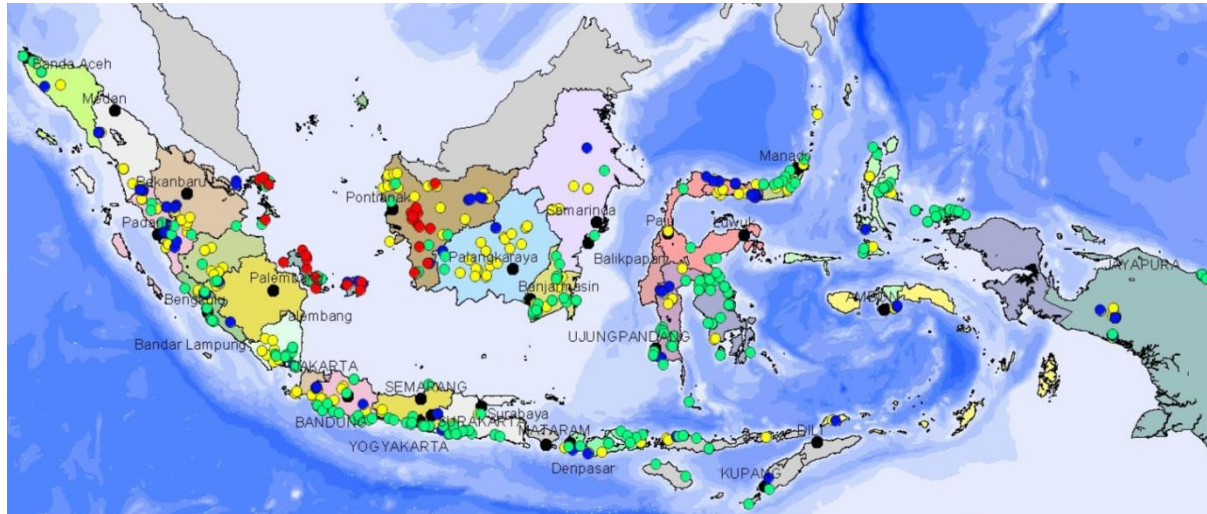 Banda Aceh
Medan
Manado
Pekanbaru
Pontianak
Samarinda
Palu
Luwuk
Padang
Palangkaraya
Balikpapan
JAYAPURA
Palembang
Bengkulu
Banjarmasin
AMBON
Palembang
Bandar Lampung
UJUNGPANDANG
JAKARTA
SEMARANG
BANDUNG
SURAKARTA
Surabaya
MATARAM
DILI
YOGYAKARTA
Denpasar
KUPANG